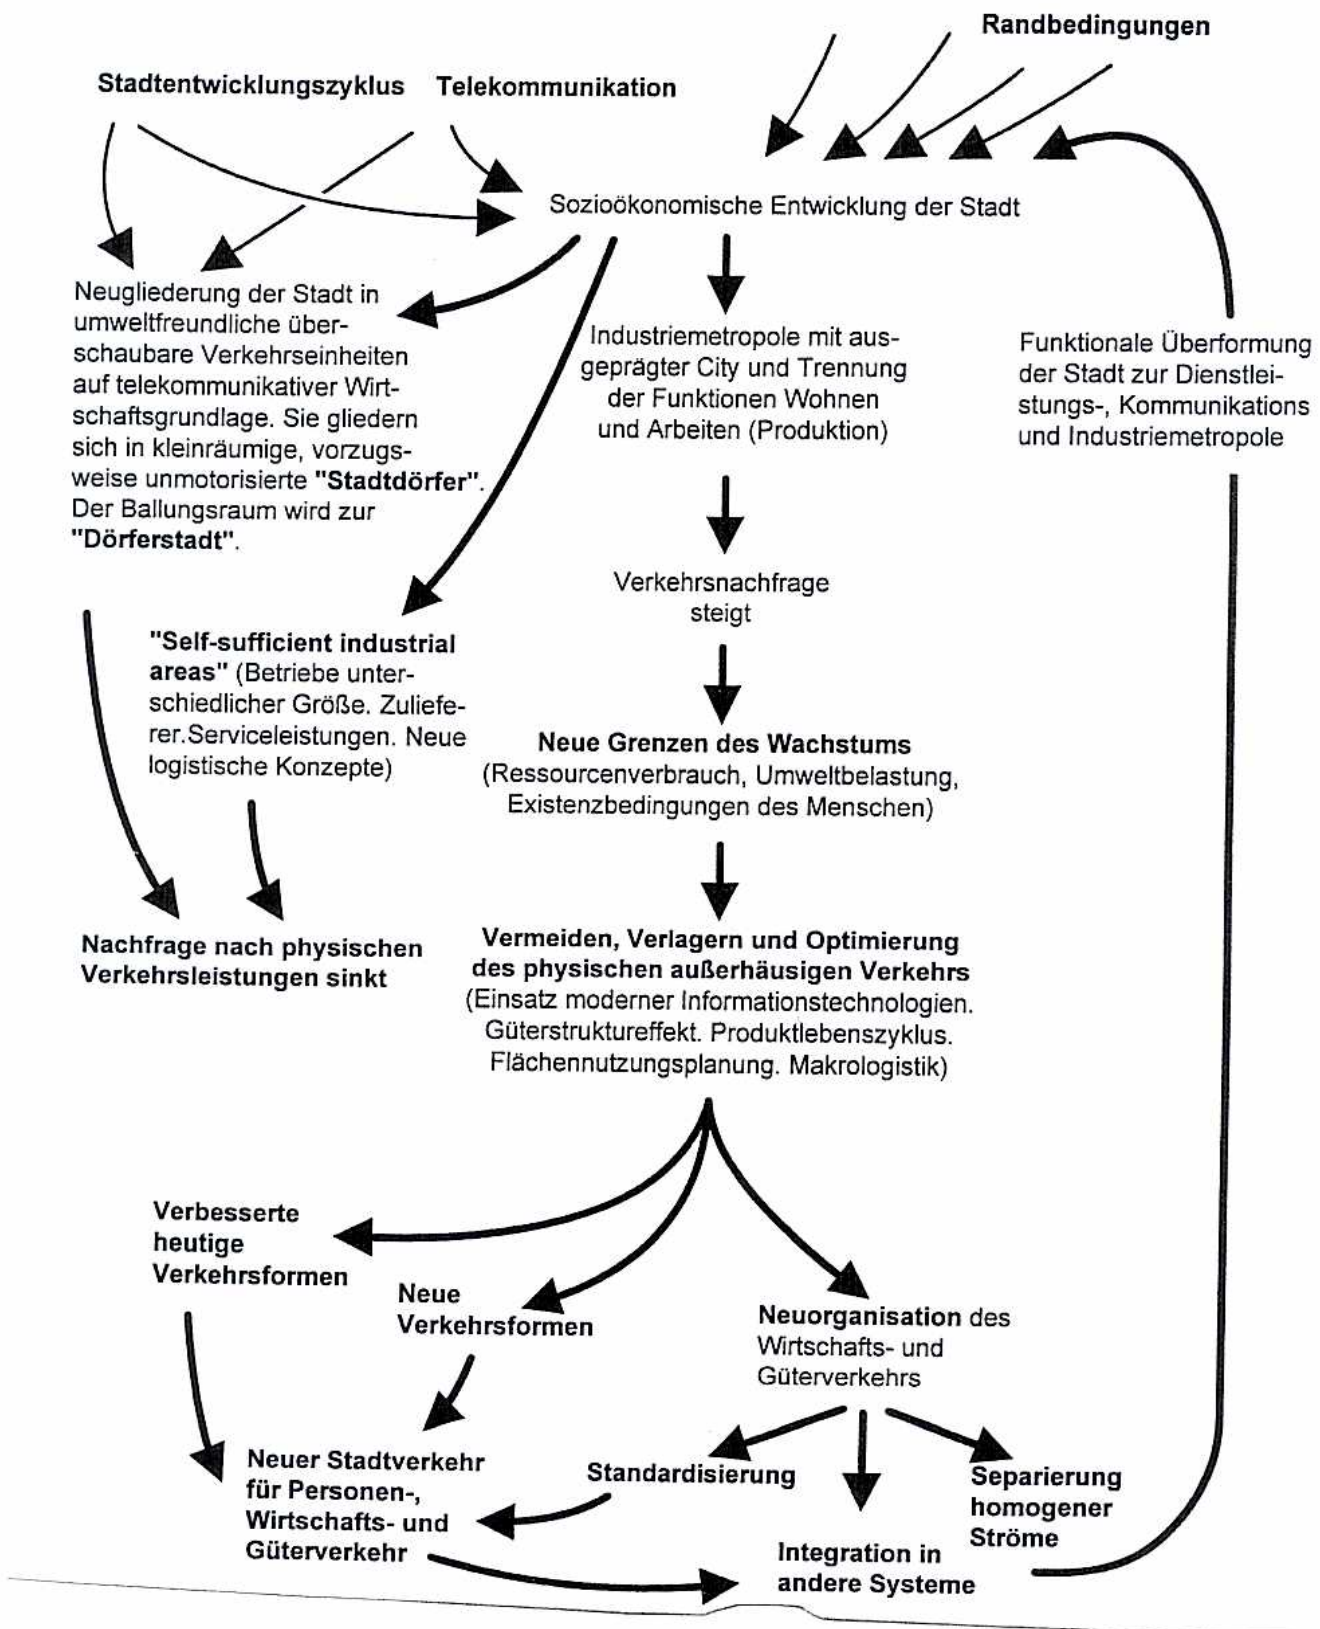 Randbedingungen
Stadtentwicklungszyklus
Telekommunikation
Sozioökonomische Entwicklung der Stadt
Neugliederung der Stadt in
umweltfreundliche über-
schaubare Verkehrseinheiten
auf telekommunikativer Wirt-
schaftsgrundlage. Sie gliedern
sich in kleinräumige, vorzugs-
weise unmotorisierte "Stadtdörfer".
Der Ballungsraum wird zur
"Dörferstadt".
Industriemetropole mit aus-
geprägter City und Trennung
der Funktionen Wohnen
und Arbeiten (Produktion)
Funktionale Überformung
der Stadt zur Dienstlei-
stungs-, Kommunikations
und Industriemetropole
Verkehrsnachfrage
steigt
"Self-sufficient industrial
areas" (Betriebe unter-
schiedlicher Größe. Zuliefe-
rer.Serviceleistungen. Neue
logistische Konzepte)
Neue Grenzen des Wachstums
(Ressourcenverbrauch, Umweltbelastung,
Existenzbedingungen des Menschen)
Nachfrage nach physischen
Verkehrsleistungen sinkt
Vermeiden, Verlagern und Optimierung
des physischen außerhäusigen Verkehrs
(Einsatz moderner Informationstechnologien.
Güterstruktureffekt. Produktlebenszyklus.
Flächennutzungsplanung. Makrologistik)
Verbesserte
heutige
Verkehrsformen
Neue
Verkehrsformen
Neuorganisation des
Wirtschafts- und
Güterverkehrs
Neuer Stadtverkehr
für Personen-,
Wirtschafts- und
Güterverkehr
Standardisierung
Separierung
homogener
Ströme
Integration in
andere Systeme